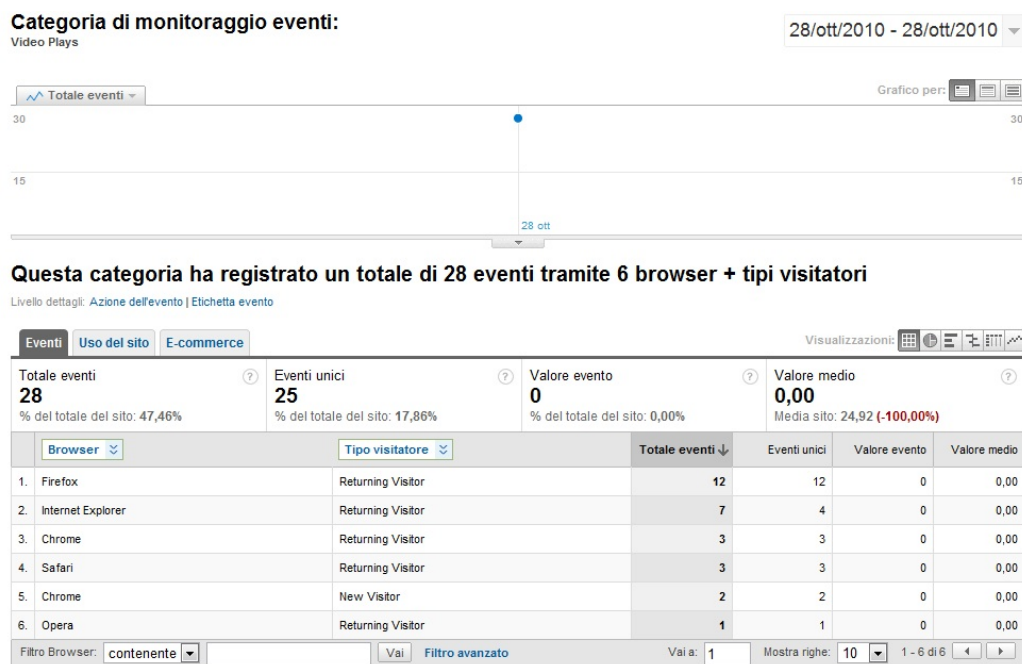 Categoria di monitoraggio eventi:
Video Plays
28/ott/2010 - 28/ott/2010
Totale eventi
Grafico per:
30 30
15 15
28 ott
Questa categoria ha registrato un totale di 28 eventi tramite 6 browser + tipi visitatori
Livello dettagli: Azione dell'evento | Etichetta evento
Eventi Uso del sito E-commerce Visualizzazioni:
Totale eventi ? Eventi unici ? Valore evento ? Valore medio ?
28 25 0 0,00
% del totale del sito: 47,46% % del totale del sito: 17,86% % del totale del sito: 0,00% Media sito: 24,92 (-100,00%)
Browser Tipo visitatore Totale eventi Eventi unici Valore evento Valore medio
1. Firefox Returning Visitor 12 12 0 0,00
2. Internet Explorer Returning Visitor 7 4 0 0,00
3. Chrome Returning Visitor 3 3 0 0,00
4. Safari Returning Visitor 3 3 0 0,00
5. Chrome New Visitor 2 2 0 0,00
6. Opera Returning Visitor 1 1 0 0,00
Filtro Browser: contenente Vai Filtro avanzato Vai a: 1 Mostra righe: 10 1 - 6 di 6